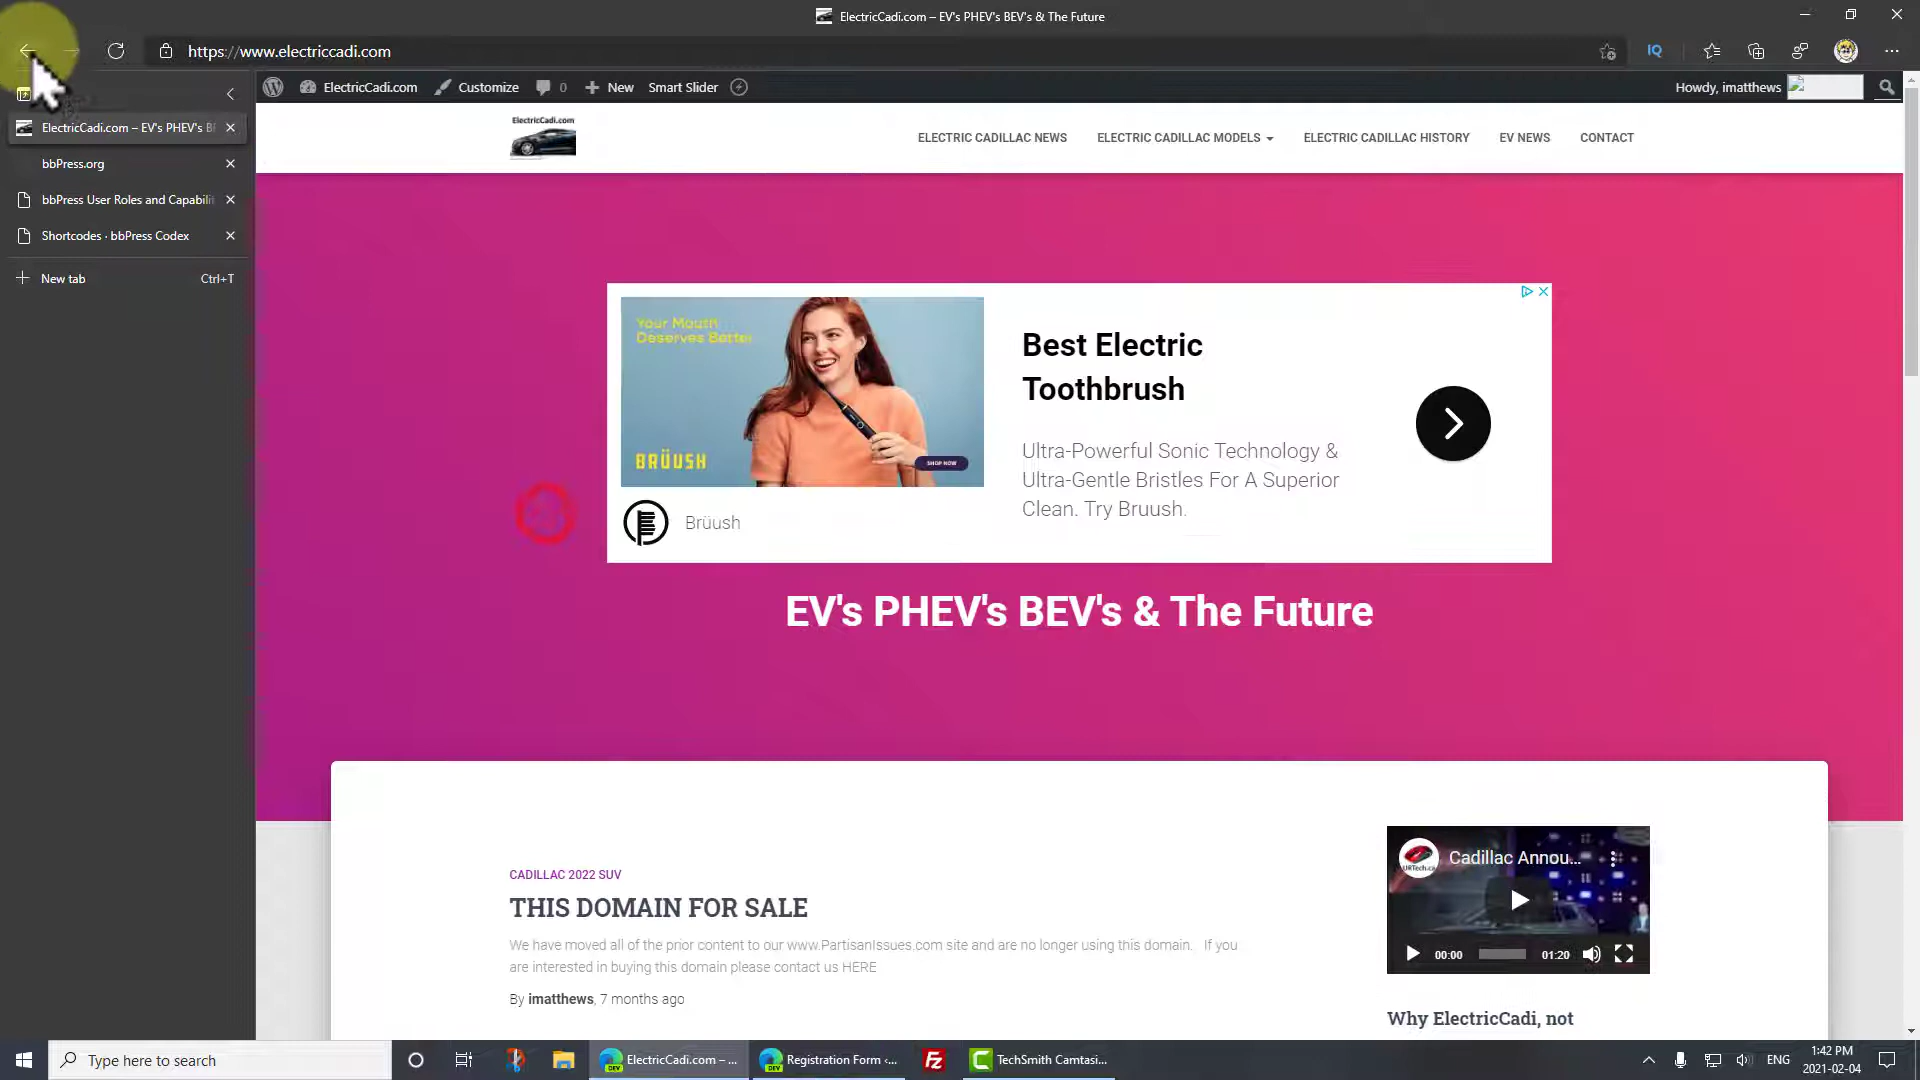 ElectricCadi.com – EV's PHEV's BEV's & The Future
https://www.electriccadi.com
ElectricCadi.com
Customize
0
New
Smart Slider
Howdy, imatthews
ElectricCadi.com – EV's PHEV's B
bbPress.org
bbPress User Roles and Capabili
Shortcodes · bbPress Codex
New tab
Ctrl+T
ElectricCadi.com
ELECTRIC CADILLAC NEWS
ELECTRIC CADILLAC MODELS
ELECTRIC CADILLAC HISTORY
EV NEWS
CONTACT
Your Mouth
Deserves Better
BRÜUSH
SHOP NOW
Best Electric
Toothbrush
Ultra-Powerful Sonic Technology &
Ultra-Gentle Bristles For A Superior
Clean. Try Bruush.
Brüush
EV's PHEV's BEV's & The Future
CADILLAC 2022 SUV
THIS DOMAIN FOR SALE
We have moved all of the prior content to our www.PartisanIssues.com site and are no longer using this domain. If you
are interested in buying this domain please contact us HERE
By imatthews, 7 months ago
URTech.ca
Cadillac Annou...
00:00
01:20
Why ElectricCadi, not
Type here to search
ElectricCadi.com – ...
Registration Form ‹...
TechSmith Camtasi...
ENG
1:42 PM
2021-02-04
IQ
DEV
DEV
Fz